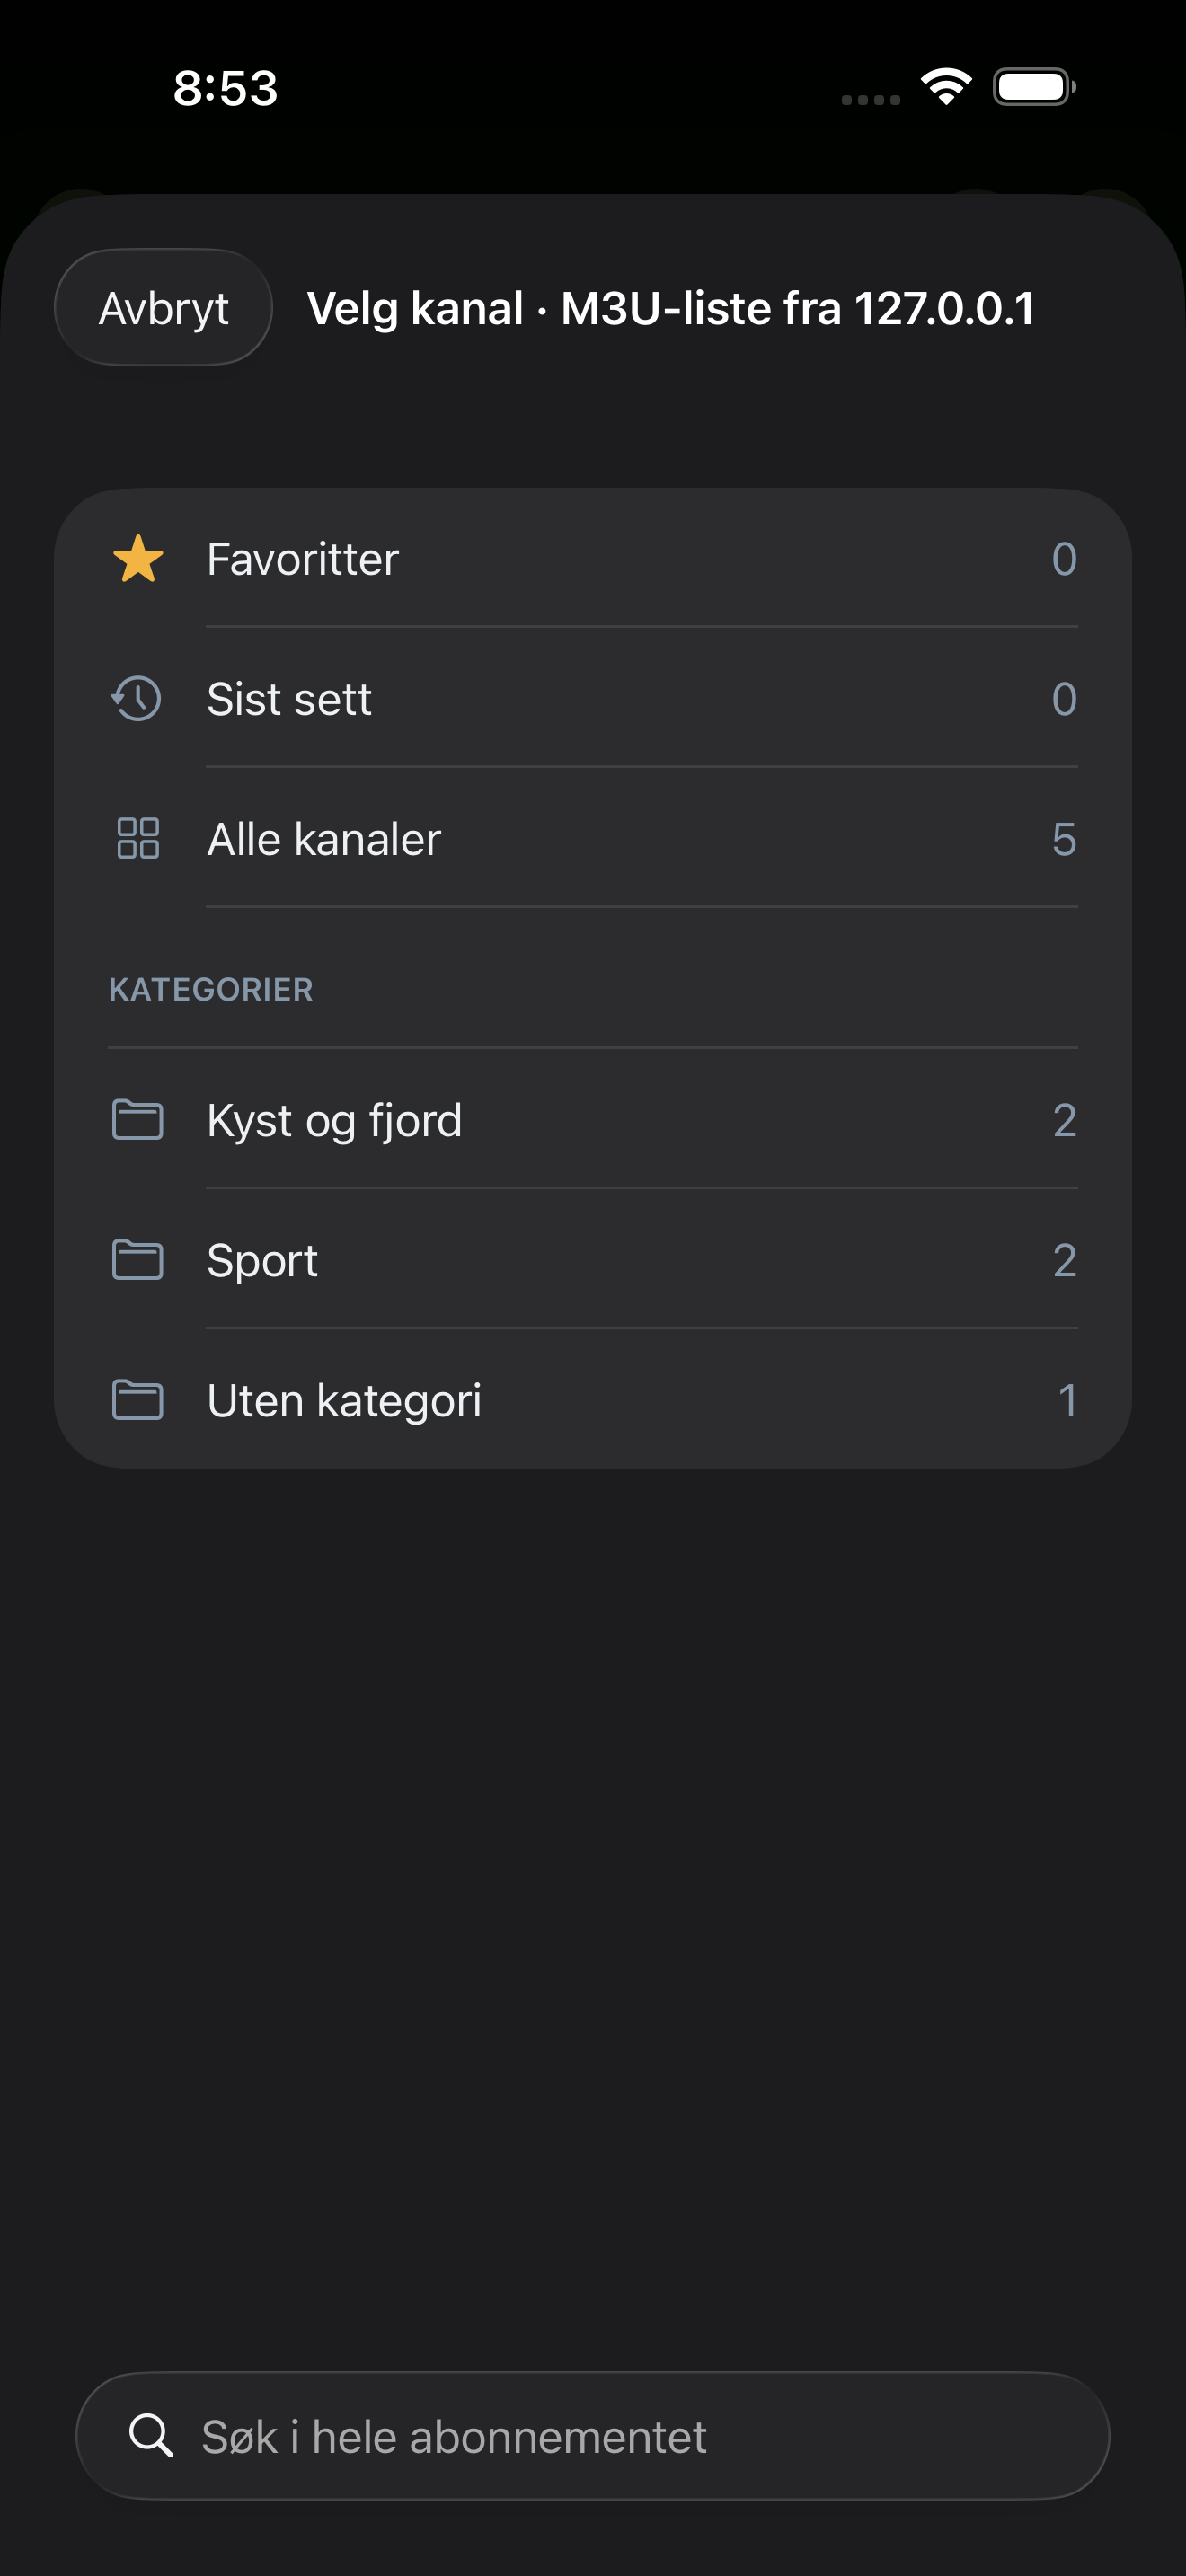 8:53
Avbryt
Velg kanal · M3U-liste fra 127.0.0.1
Favoritter 0
Sist sett 0
Alle kanaler 5
KATEGORIER
Kyst og fjord 2
Sport 2
Uten kategori 1
Søk i hele abonnementet